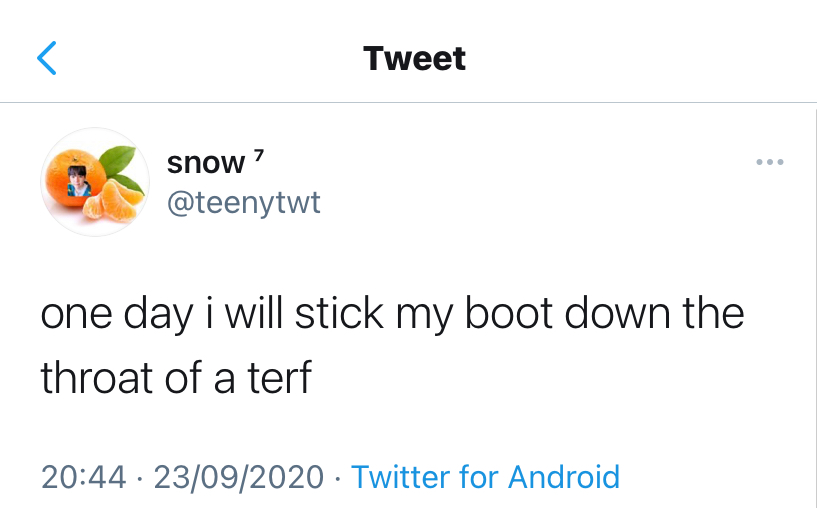 Tweet
snow ⁷
@teenytwt
one day i will stick my boot down the
throat of a terf
20:44 · 23/09/2020 · Twitter for Android